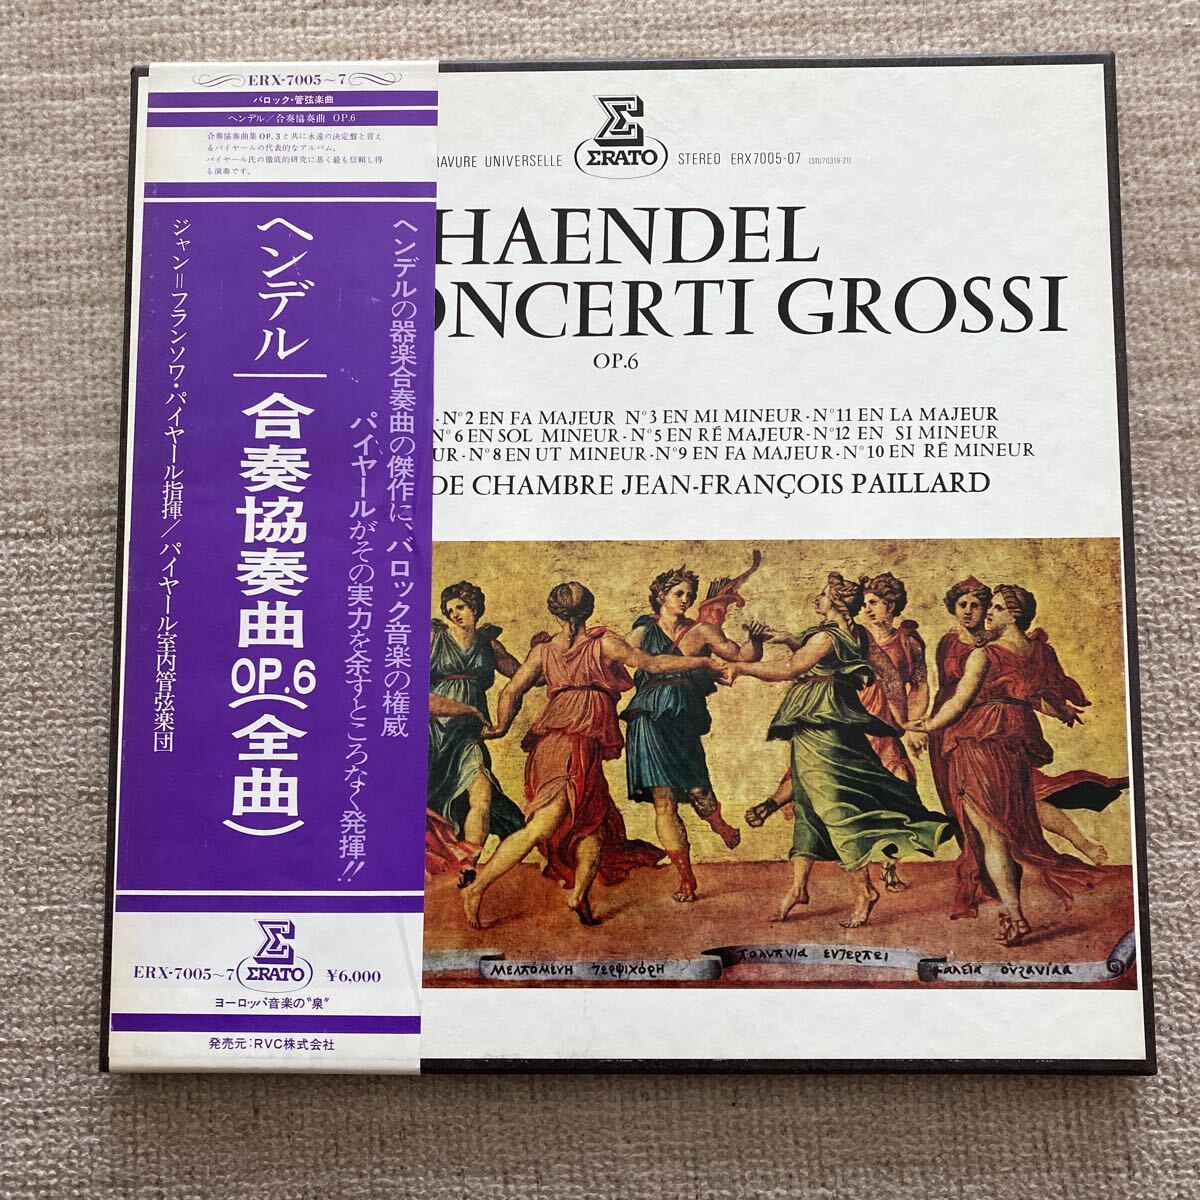 ERX-7005~7
バロック・管弦楽曲
ヘンデル/合奏協奏曲 OP.6
合奏協奏曲集OP.3と共に永遠の決定盤と言え
るパイヤールの代表的なアルバム。
パイヤール氏の徹底的研究に基く最も信頼し得
る演奏です。
ヘンデルの器楽合奏曲の傑作に、バロック音楽の権威
パイヤールがその実力を余すところなく発揮!!
ヘンデル/合奏協奏曲OP.6(全曲)
ジャン=フランソワ・パイヤール指揮/パイヤール室内管弦楽団
ERX-7005~7 ERATO ¥6,000
ヨーロッパ音楽の"泉"
発売元:RVC株式会社
RAVURE UNIVERSELLE ERATO STEREO ERX7005-07 (STU70319-21)
HAENDEL
ONCERTI GROSSI
OP.6
-N°2 EN FA MAJEUR N°3 EN MI MINEUR-N°11 EN LA MAJEUR
N°6 EN SOL MINEUR-N°5 EN RÉ MAJEUR-N°12 EN SI MINEUR
UR-N°8 EN UT MINEUR-N°9 EN FA MAJEUR-N°10 EN RÉ MINEUR
DE CHAMBRE JEAN-FRANÇOIS PAILLARD